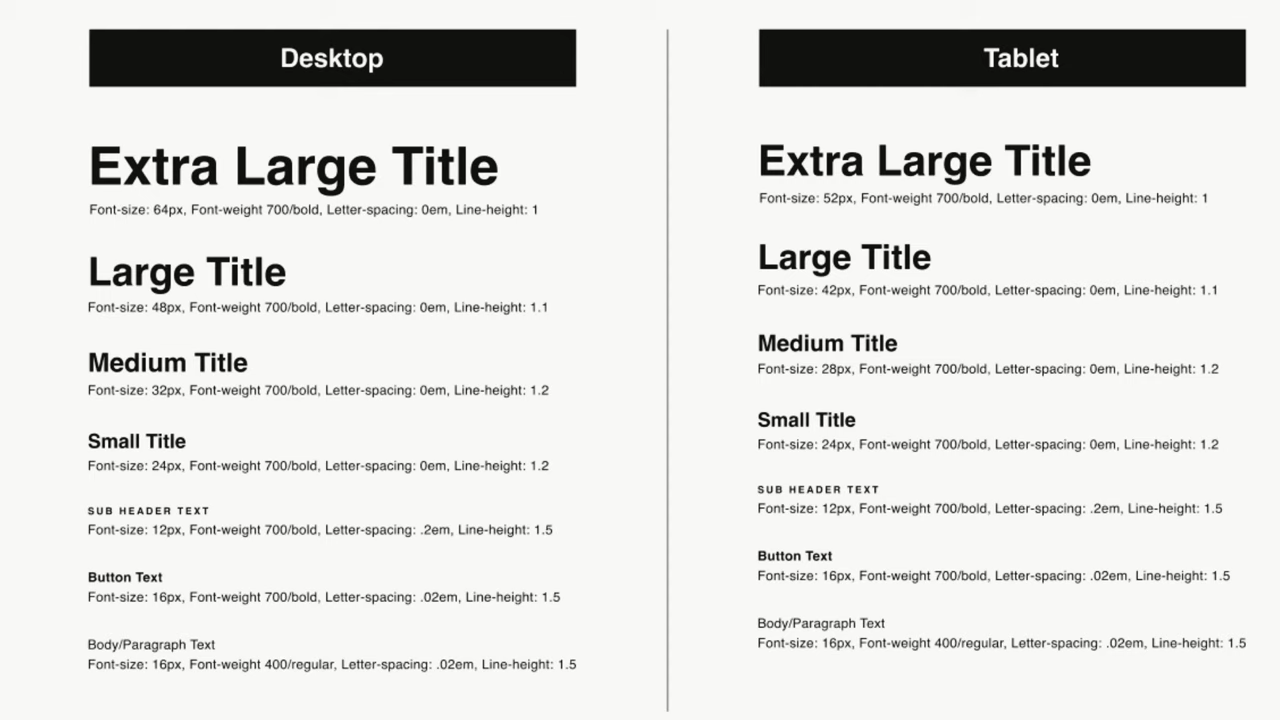 Desktop
Extra Large Title
Font-size: 64px, Font-weight 700/bold, Letter-spacing: 0em, Line-height: 1
Large Title
Font-size: 48px, Font-weight 700/bold, Letter-spacing: 0em, Line-height: 1.1
Medium Title
Font-size: 32px, Font-weight 700/bold, Letter-spacing: 0em, Line-height: 1.2
Small Title
Font-size: 24px, Font-weight 700/bold, Letter-spacing: 0em, Line-height: 1.2
SUB HEADER TEXT
Font-size: 12px, Font-weight 700/bold, Letter-spacing: .2em, Line-height: 1.5
Button Text
Font-size: 16px, Font-weight 700/bold, Letter-spacing: .02em, Line-height: 1.5
Body/Paragraph Text
Font-size: 16px, Font-weight 400/regular, Letter-spacing: .02em, Line-height: 1.5
Tablet
Extra Large Title
Font-size: 52px, Font-weight 700/bold, Letter-spacing: 0em, Line-height: 1
Large Title
Font-size: 42px, Font-weight 700/bold, Letter-spacing: 0em, Line-height: 1.1
Medium Title
Font-size: 28px, Font-weight 700/bold, Letter-spacing: 0em, Line-height: 1.2
Small Title
Font-size: 24px, Font-weight 700/bold, Letter-spacing: 0em, Line-height: 1.2
SUB HEADER TEXT
Font-size: 12px, Font-weight 700/bold, Letter-spacing: .2em, Line-height: 1.5
Button Text
Font-size: 16px, Font-weight 700/bold, Letter-spacing: .02em, Line-height: 1.5
Body/Paragraph Text
Font-size: 16px, Font-weight 400/regular, Letter-spacing: .02em, Line-height: 1.5